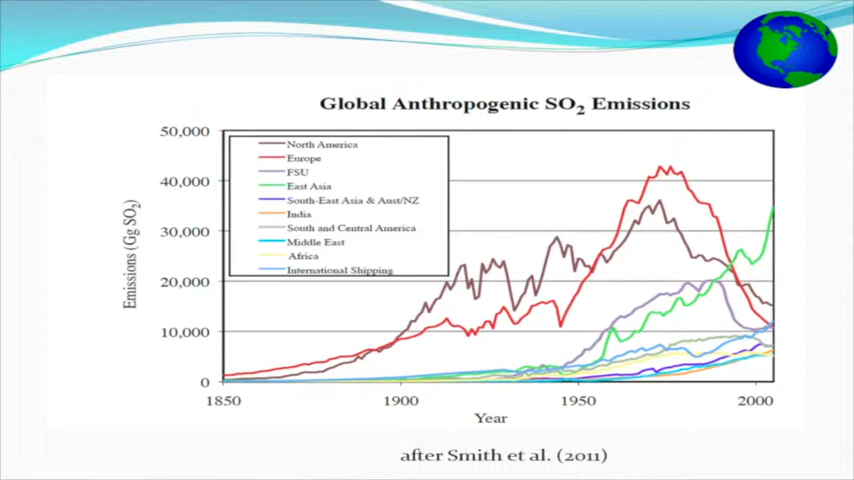 Global Anthropogenic SO₂ Emissions
50,000
40,000
30,000
20,000
10,000
0
Emissions (Gg SO₂)
North America
Europe
FSU
East Asia
South-East Asia & Aust/NZ
India
South and Central America
Middle East
Africa
International Shipping
1850
1900
1950
2000
Year
after Smith et al. (2011)